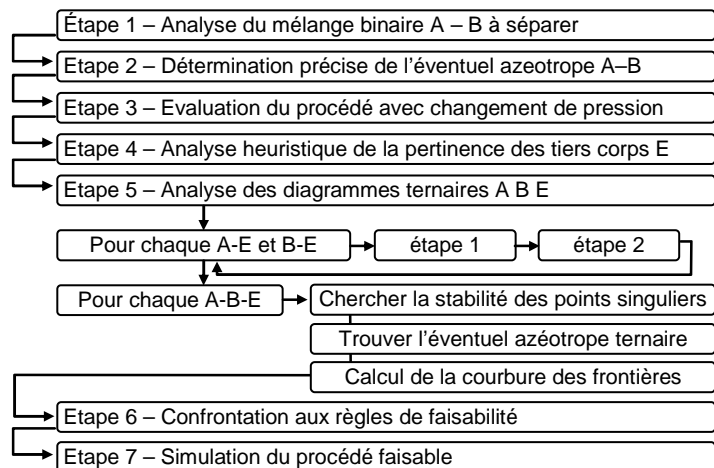 Étape 1 – Analyse du mélange binaire A – B à séparer
Etape 2 – Détermination précise de l'éventuel azeotrope A–B
Etape 3 – Evaluation du procédé avec changement de pression
Etape 4 – Analyse heuristique de la pertinence des tiers corps E
Etape 5 – Analyse des diagrammes ternaires A B E
Pour chaque A-E et B-E
étape 1
étape 2
Pour chaque A-B-E
Chercher la stabilité des points singuliers
Trouver l'éventuel azéotrope ternaire
Calcul de la courbure des frontières
Etape 6 – Confrontation aux règles de faisabilité
Etape 7 – Simulation du procédé faisable